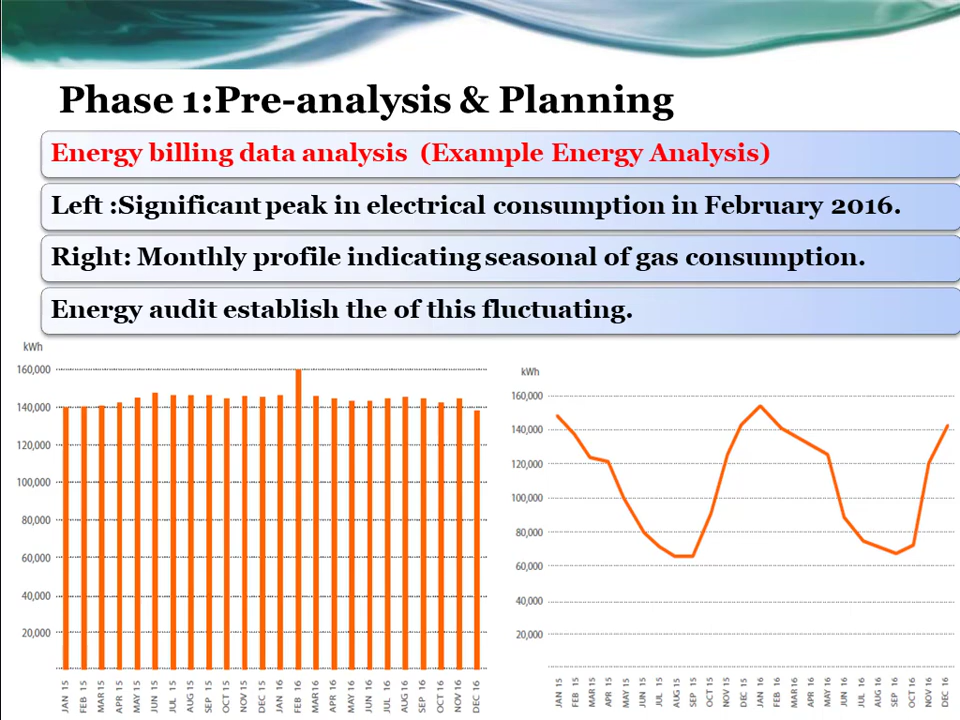 Phase 1:Pre-analysis & Planning
Energy billing data analysis (Example Energy Analysis)
Left :Significant peak in electrical consumption in February 2016.
Right: Monthly profile indicating seasonal of gas consumption.
Energy audit establish the of this fluctuating.
kWh
160,000
140,000
120,000
100,000
80,000
60,000
40,000
20,000
JAN 15
FEB 15
MAR 15
APR 15
MAY 15
JUN 15
JUL 15
AUG 15
SEP 15
OCT 15
NOV 15
DEC 15
JAN 16
FEB 16
MAR 16
APR 16
MAY 16
JUN 16
JUL 16
AUG 16
SEP 16
OCT 16
NOV 16
DEC 16
kWh
160,000
140,000
120,000
100,000
80,000
60,000
40,000
20,000
JAN 15
FEB 15
MAR 15
APR 15
MAY 15
JUN 15
JUL 15
AUG 15
SEP 15
OCT 15
NOV 15
DEC 15
JAN 16
FEB 16
MAR 16
APR 16
MAY 16
JUN 16
JUL 16
AUG 16
SEP 16
OCT 16
NOV 16
DEC 16